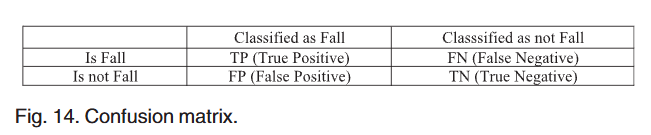 Classified as Fall Classsified as not Fall
Is Fall TP (True Positive) FN (False Negative)
Is not Fall FP (False Positive) TN (True Negative)
Fig. 14. Confusion matrix.